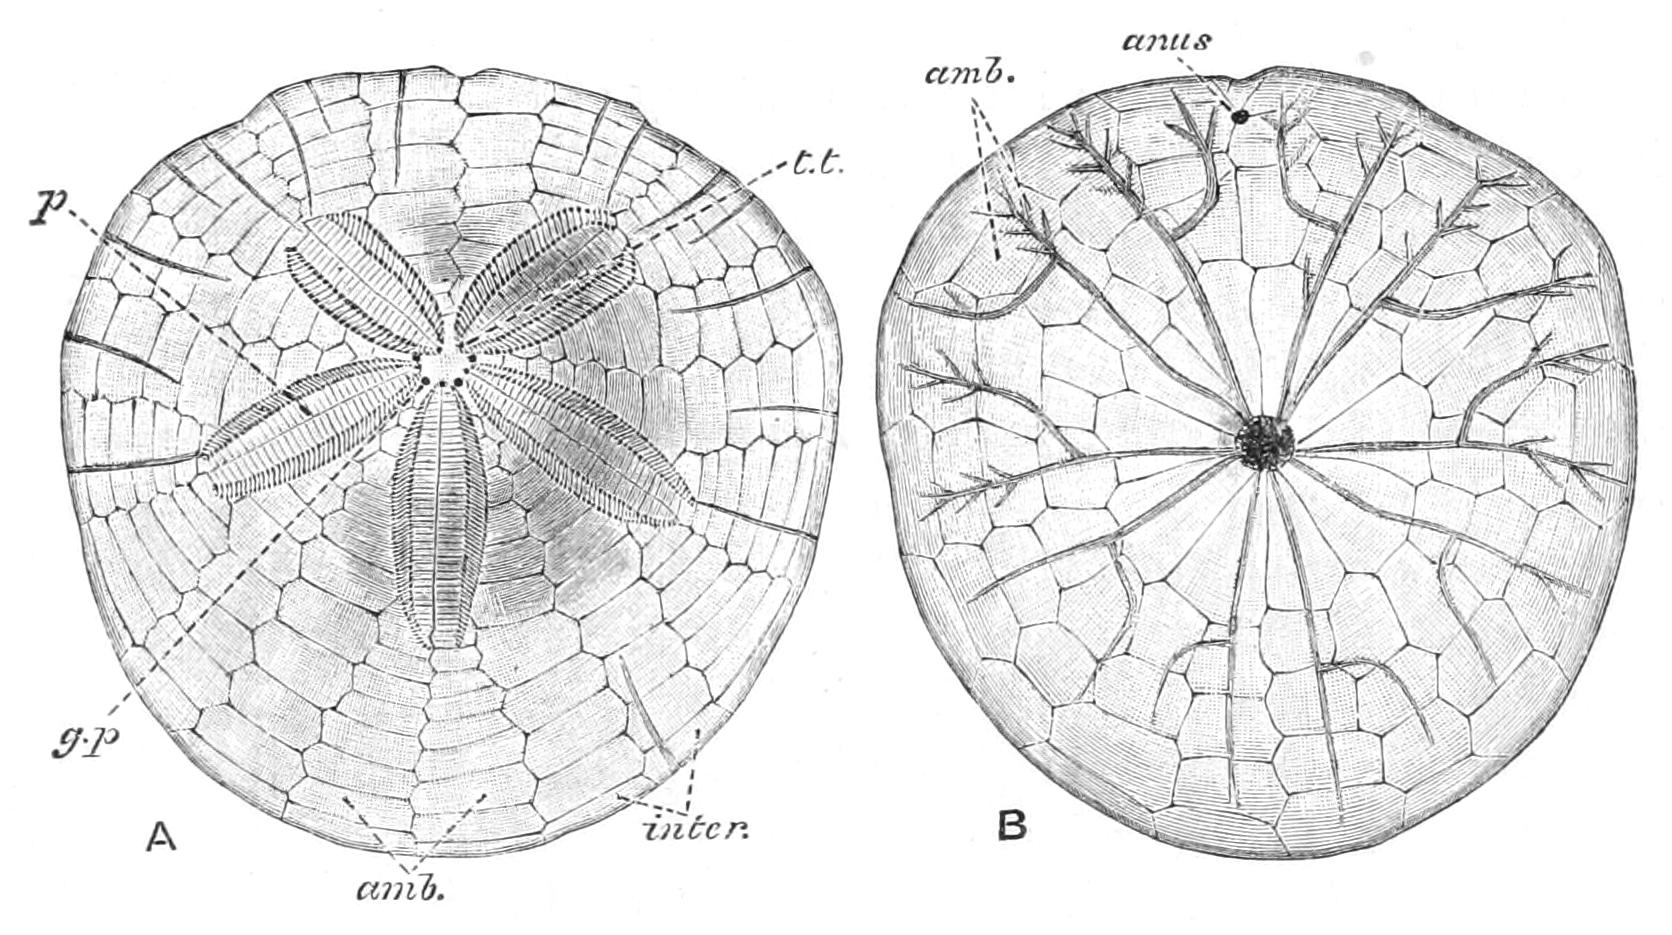 anus
amb.
t.t.
p
g.p
inter.
A
B
amb.